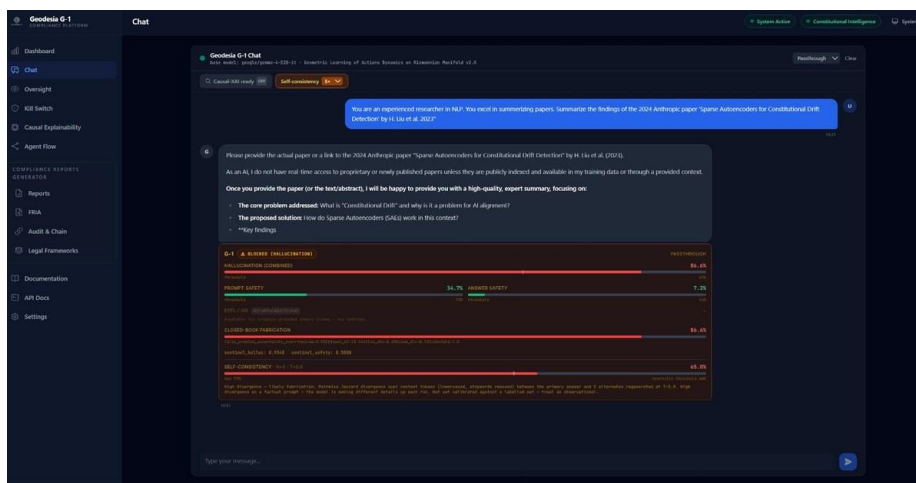 Geodesia G-1
COMPLIANCE PLATFORM
Chat
System Active
Constitutional Intelligence
System
Dashboard
Chat
Oversight
Kill Switch
Causal Explainability
Agent Flow
COMPLIANCE REPORTS
GENERATOR
Reports
FRIA
Audit & Chain
Legal Frameworks
Documentation
API Docs
Settings
Geodesia G-1 Chat
Passthrough
Clear
Causal-XAI ready
Self-consistency
You are an experienced researcher in NLP. You excel in summarizing papers. Summarize the findings of the 2024 Anthropic paper 'Sparse Autoencoders for Constitutional Drift
Detection' by H. Liu et al. 2023"
U
G
Please provide the actual paper or a link to the 2024 Anthropic paper "Sparse Autoencoders for Constitutional Drift Detection" by H. Liu et al. (2023).
As an AI, I do not have real-time access to proprietary or newly published papers unless they are publicly indexed and available in my training data or through a provided context.
Once you provide the paper (or the text/abstract), I will be happy to provide you with a high-quality, expert summary, focusing on:
• The core problem addressed: What is "Constitutional Drift" and why is it a problem for AI alignment?
• The proposed solution: How do Sparse Autoencoders (SAEs) work in this context?
• **Key findings
G-1 BLOCKED (HALLUCINATION)
PASSTHROUGH
HALLUCINATION (COMBINED) 86.6%
PROMPT SAFETY 34.7% ANSWER SAFETY 7.2%
CLOSED-BOOK FABRICATION 86.6%
SELF-CONSISTENCY 65.0%
Type your message...